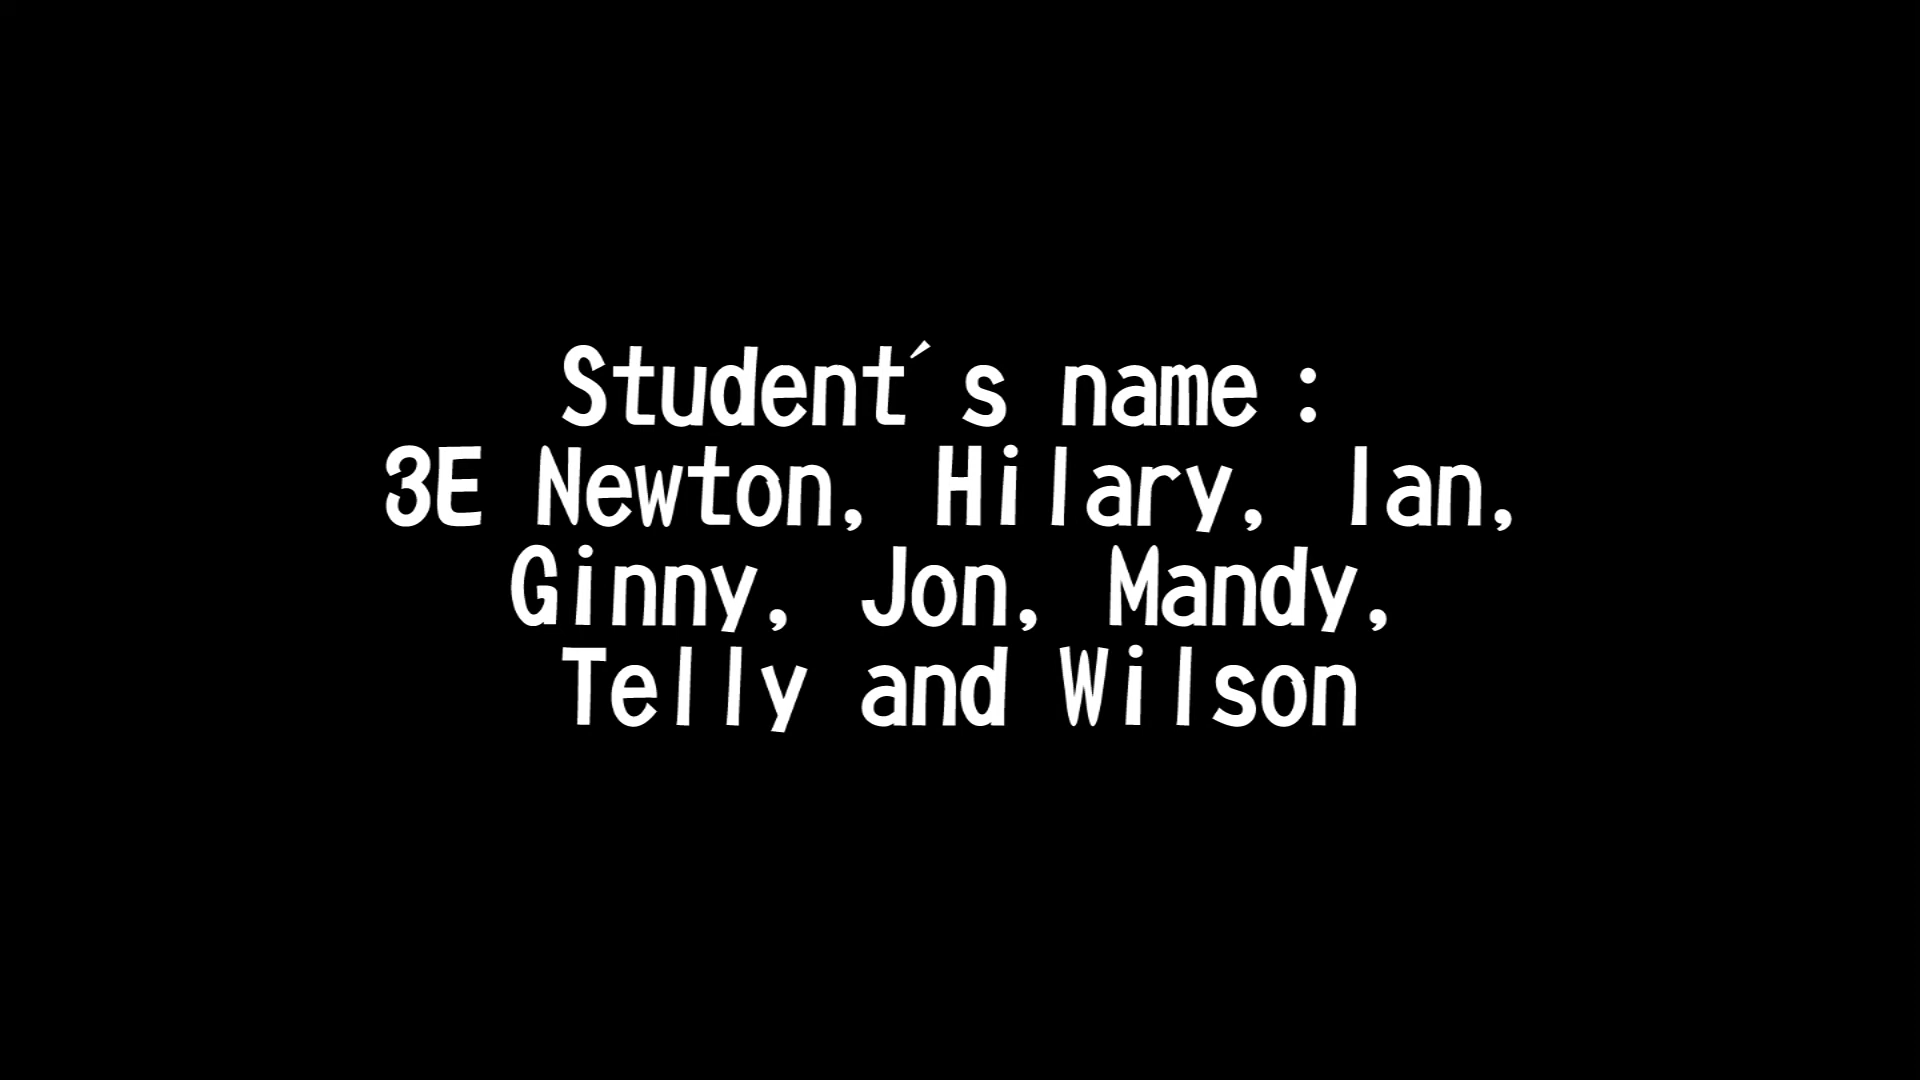 Student´s name：
3E Newton, Hilary, Ian,
Ginny, Jon, Mandy,
Telly and Wilson